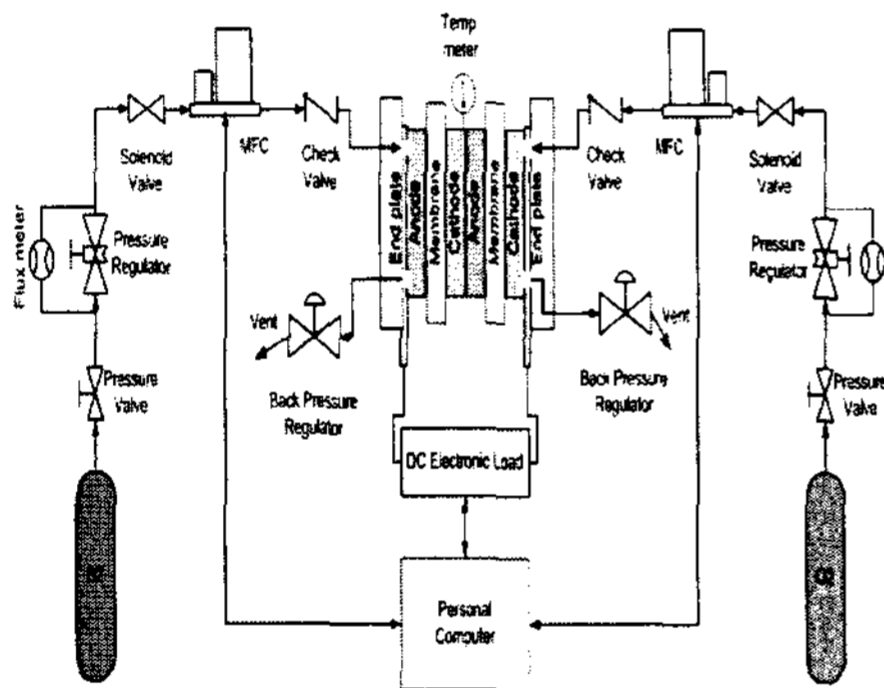 Temp
meter
Solenoid
Valve
MFC
Check
Valve
End plate
Anode
Membrane
Cathode
Anode
Membrane
Cathode
End plate
Check
Valve
MFC
Solenoid
Valve
Flux meter
Pressure
Regulator
Pressure
Regulator
Vent
Vent
Pressure
Valve
Back Pressure
Regulator
Back Pressure
Regulator
Pressure
Valve
DC Electronic Load
Personal
Computer